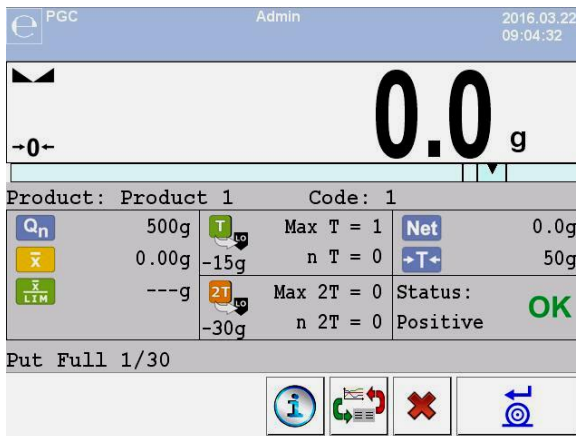 e PGC Admin 2016.03.22
09:04:32
0.0 g
→0←
Product: Product 1 Code: 1
Qn 500g T LO Max T = 1 Net 0.0g
x̄ 0.00g -15g n T = 0 →T← 50g
x̄ LIM ---g 2T LO Max 2T = 0 Status: OK
-30g n 2T = 0 Positive
Put Full 1/30
i